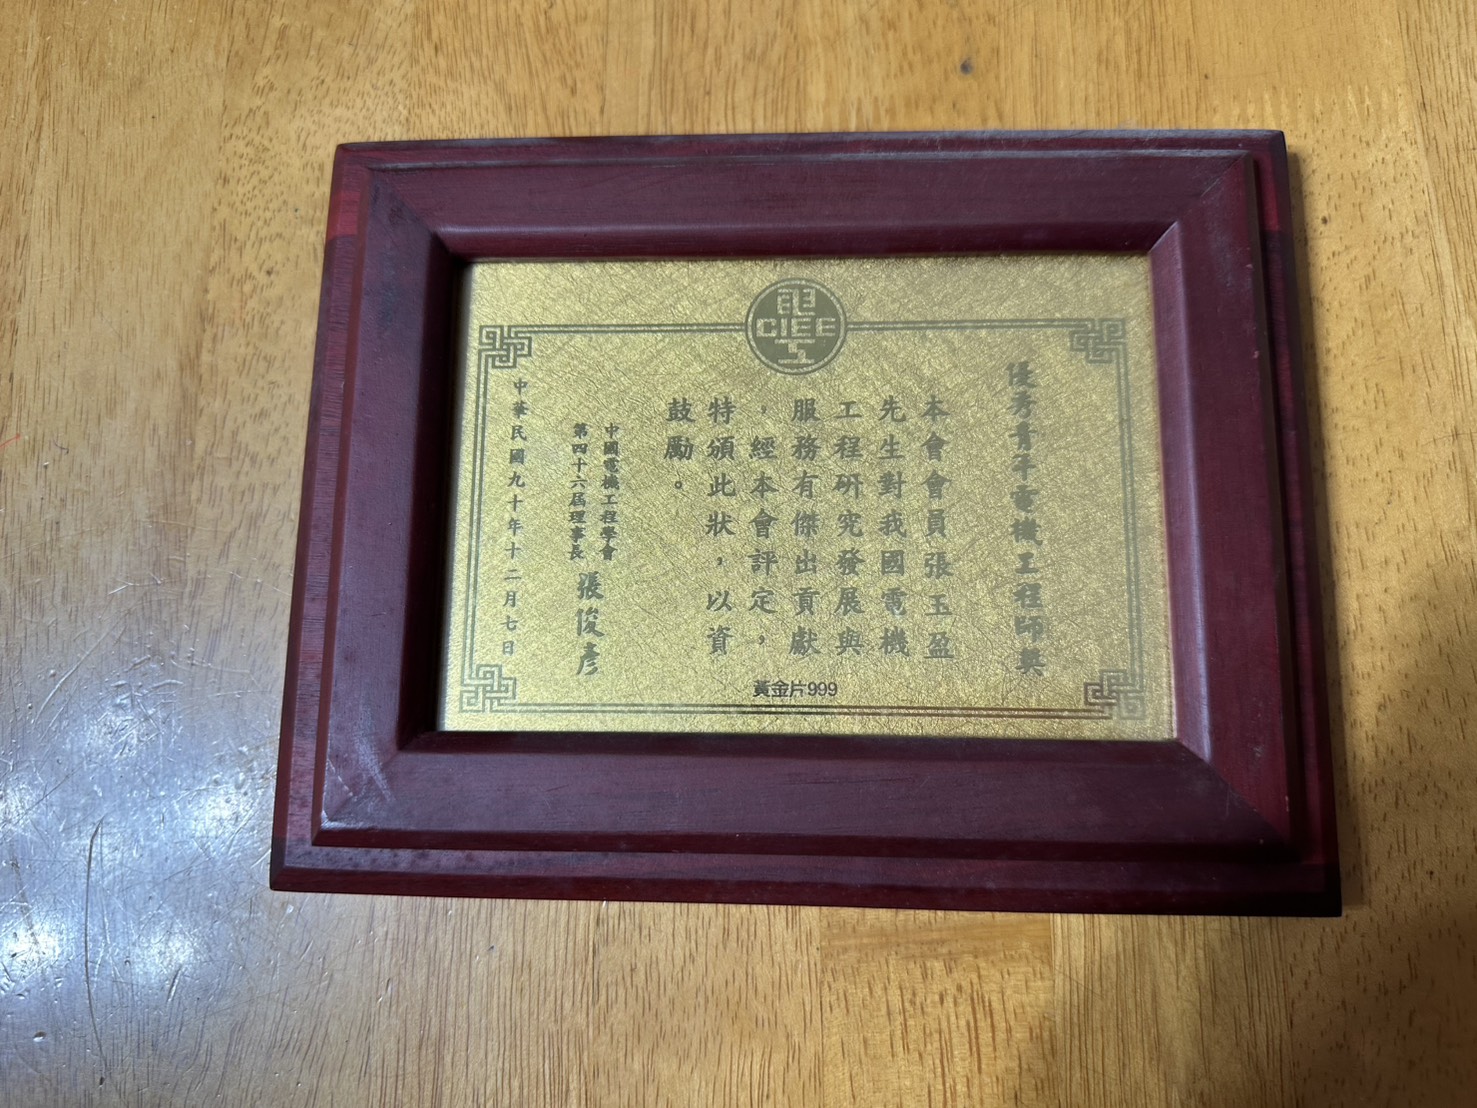 CIEE
優秀青年電機工程師獎
本會會員張玉盈
先生對我國電機
工程研究發展與
服務有傑出貢獻
，經本會評定，
特頒此狀，以資
鼓勵。
中國電機工程學會
第四十六屆理事長 張俊彥
中華民國九十年十二月七日
黃金片999